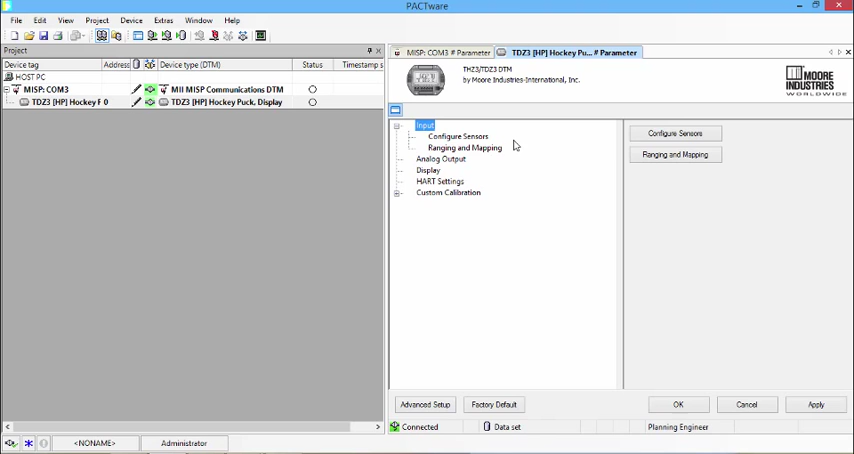 PACTware
File Edit View Project Device Extras Window Help
Project
Device tag Address Device type (DTM) Status Timestamp s
HOST PC
MISP: COM3 MII MISP Communications DTM
TDZ3 [HP] Hockey F 0 TDZ3 [HP] Hockey Puck, Display
<NONAME> Administrator
MISP: COM3 # Parameter TDZ3 [HP] Hockey Pu... # Parameter
THZ3/TDZ3 DTM
by Moore Industries-International, Inc.
MOORE
INDUSTRIES
WORLDWIDE
Input
Configure Sensors
Ranging and Mapping
Analog Output
Display
HART Settings
Custom Calibration
Configure Sensors
Ranging and Mapping
Advanced Setup Factory Default OK Cancel Apply
Connected Data set Planning Engineer